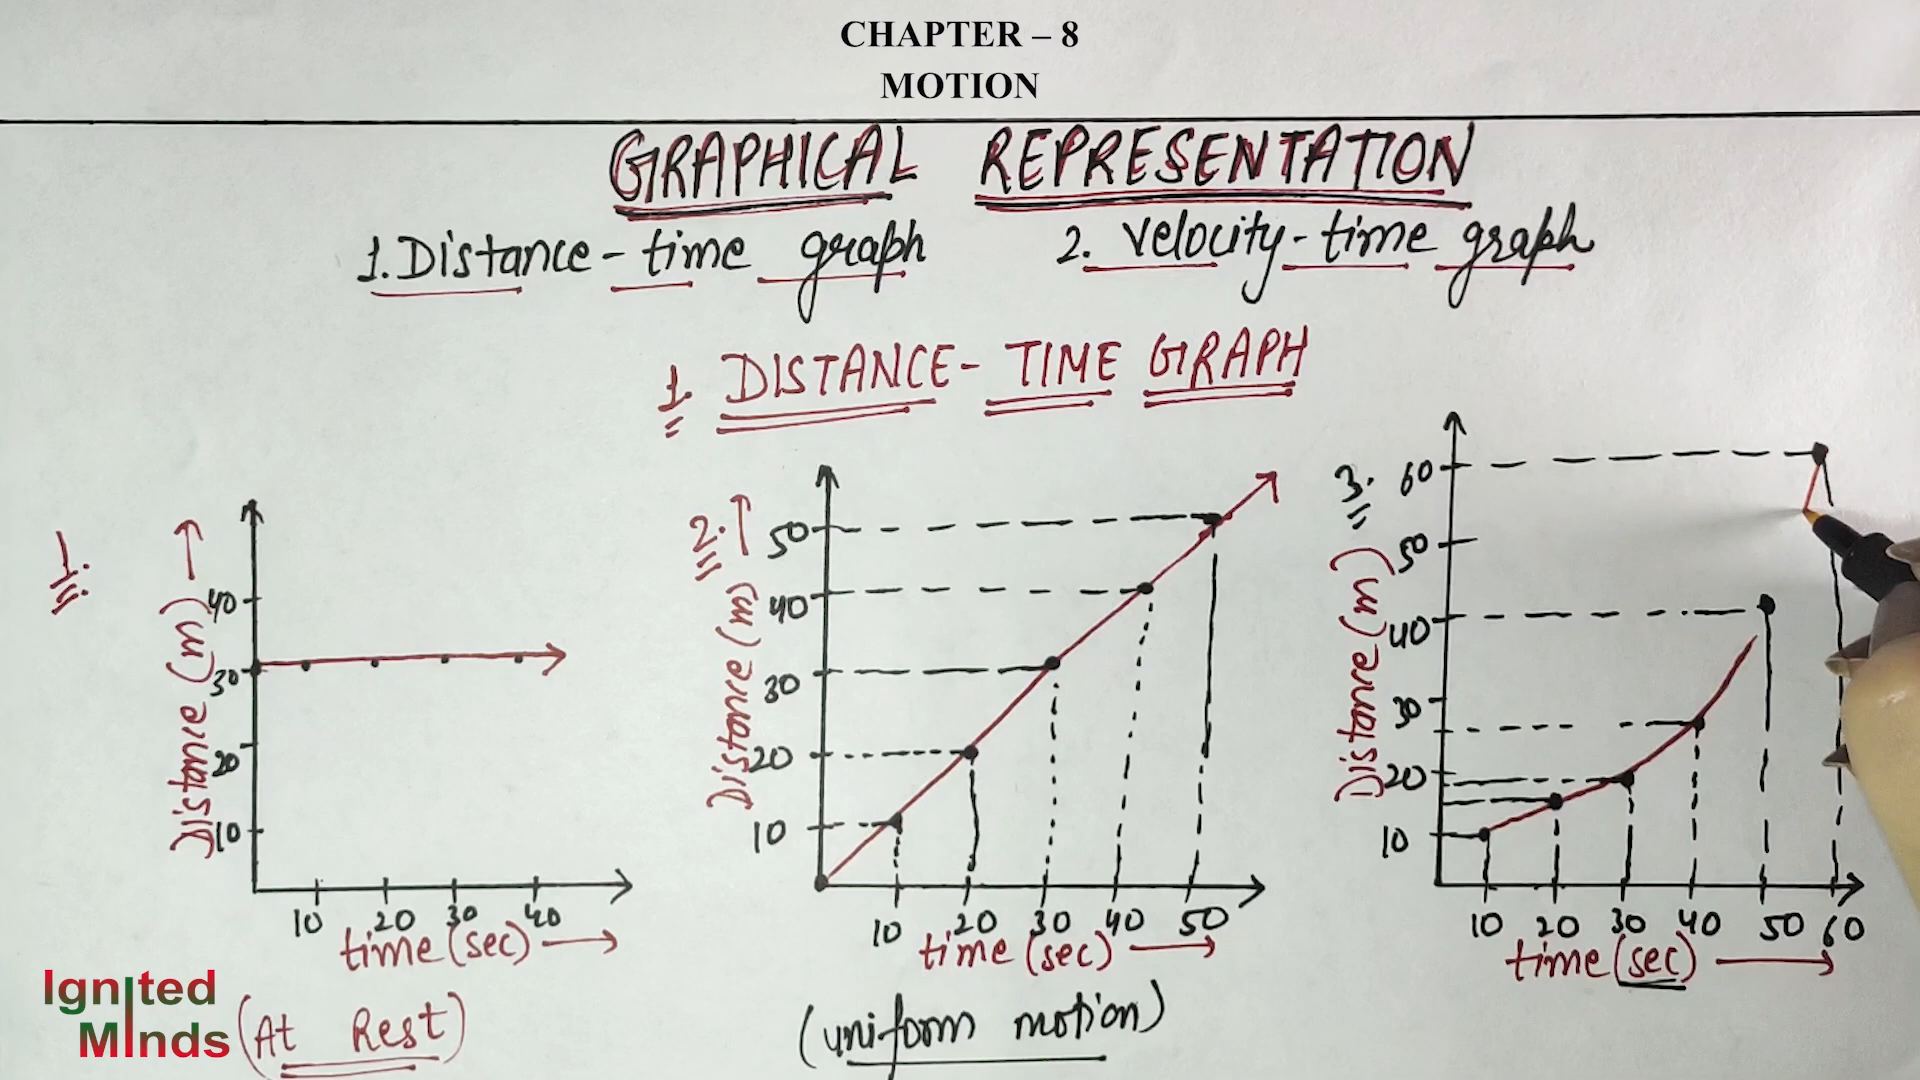 CHAPTER – 8
MOTION
GRAPHICAL REPRESENTATION
1. Distance-time graph 2. Velocity-time graph
1. DISTANCE-TIME GRAPH
1.
Distance (m) →
40
30
20
10
10 20 30 40
time (sec) →
(At Rest)
2.
Distance (m) →
50
40
30
20
10
10 20 30 40 50
time (sec) →
(uniform motion)
3.
Distance (m)
60
50
40
30
20
10
10 20 30 40 50 60
time (sec) →
Ignited
Minds